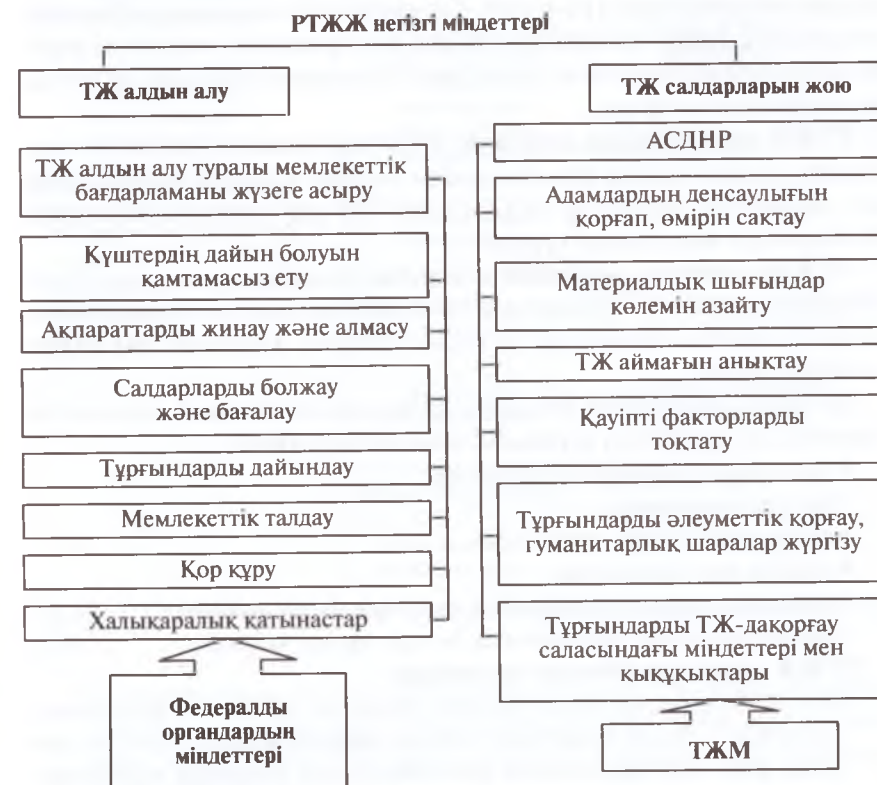 РТЖЖ негізгі міндеттері
ТЖ алдын алу
ТЖ алдын алу туралы мемлекеттік
бағдарламаны жүзеге асыру
Күштердің дайын болуын
қамтамасыз ету
Ақпараттарды жинау және алмасу
Салдарларды болжау
және бағалау
Тұрғындарды дайындау
Мемлекеттік талдау
Қор құру
Халықаралық қатынастар
Федералды
органдардың
міндеттері
ТЖ салдарларын жою
АСДНР
Адамдардың денсаулығын
қорғап, өмірін сақтау
Материалдық шығындар
көлемін азайту
ТЖ аймағын анықтау
Қауіпті факторларды
тоқтату
Тұрғындарды әлеуметтік қорғау,
гуманитарлық шаралар жүргізу
Тұрғындарды ТЖ-дақорғау
саласындағы міндеттері мен
қықұқықтары
ТЖМ